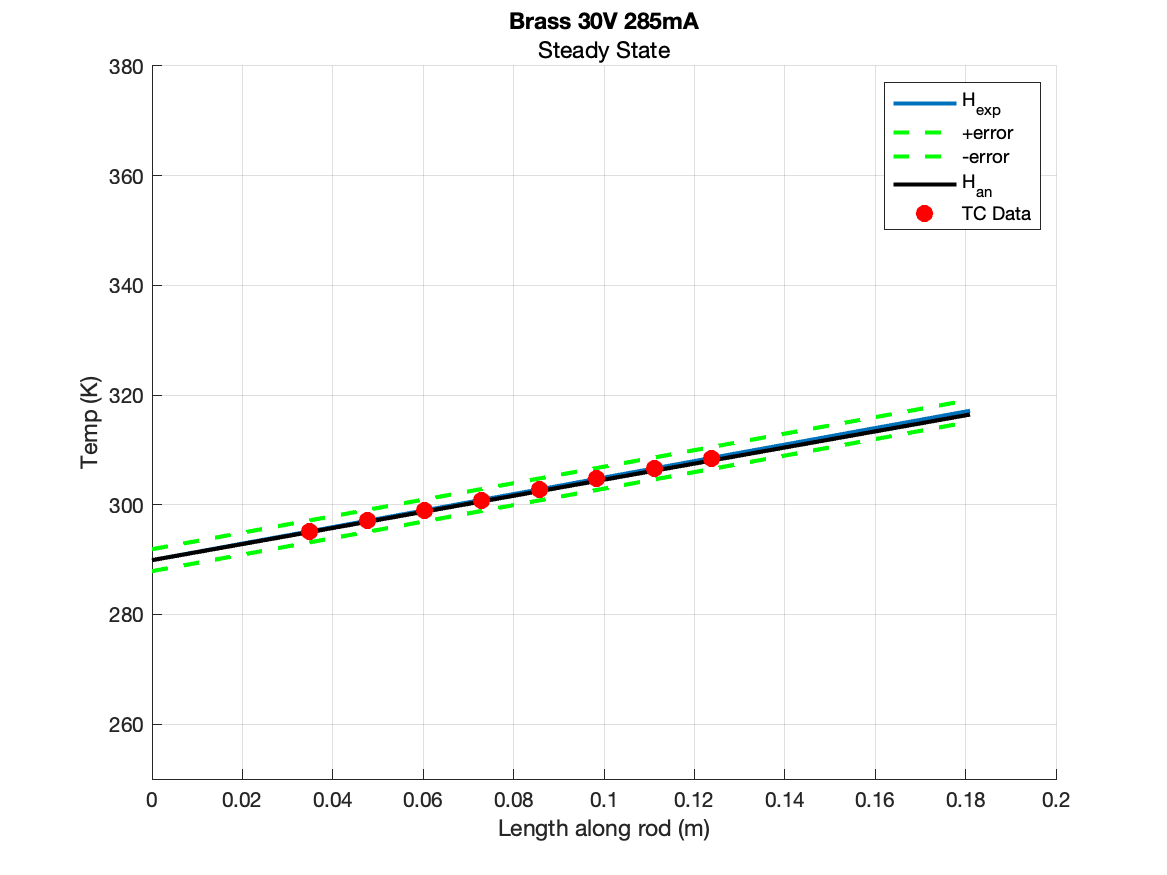 Brass 30V 285mA
Steady State
380
360
340
320
300
280
260
Temp (K)
H_exp
+error
-error
H_an
TC Data
0 0.02 0.04 0.06 0.08 0.1 0.12 0.14 0.16 0.18 0.2
Length along rod (m)